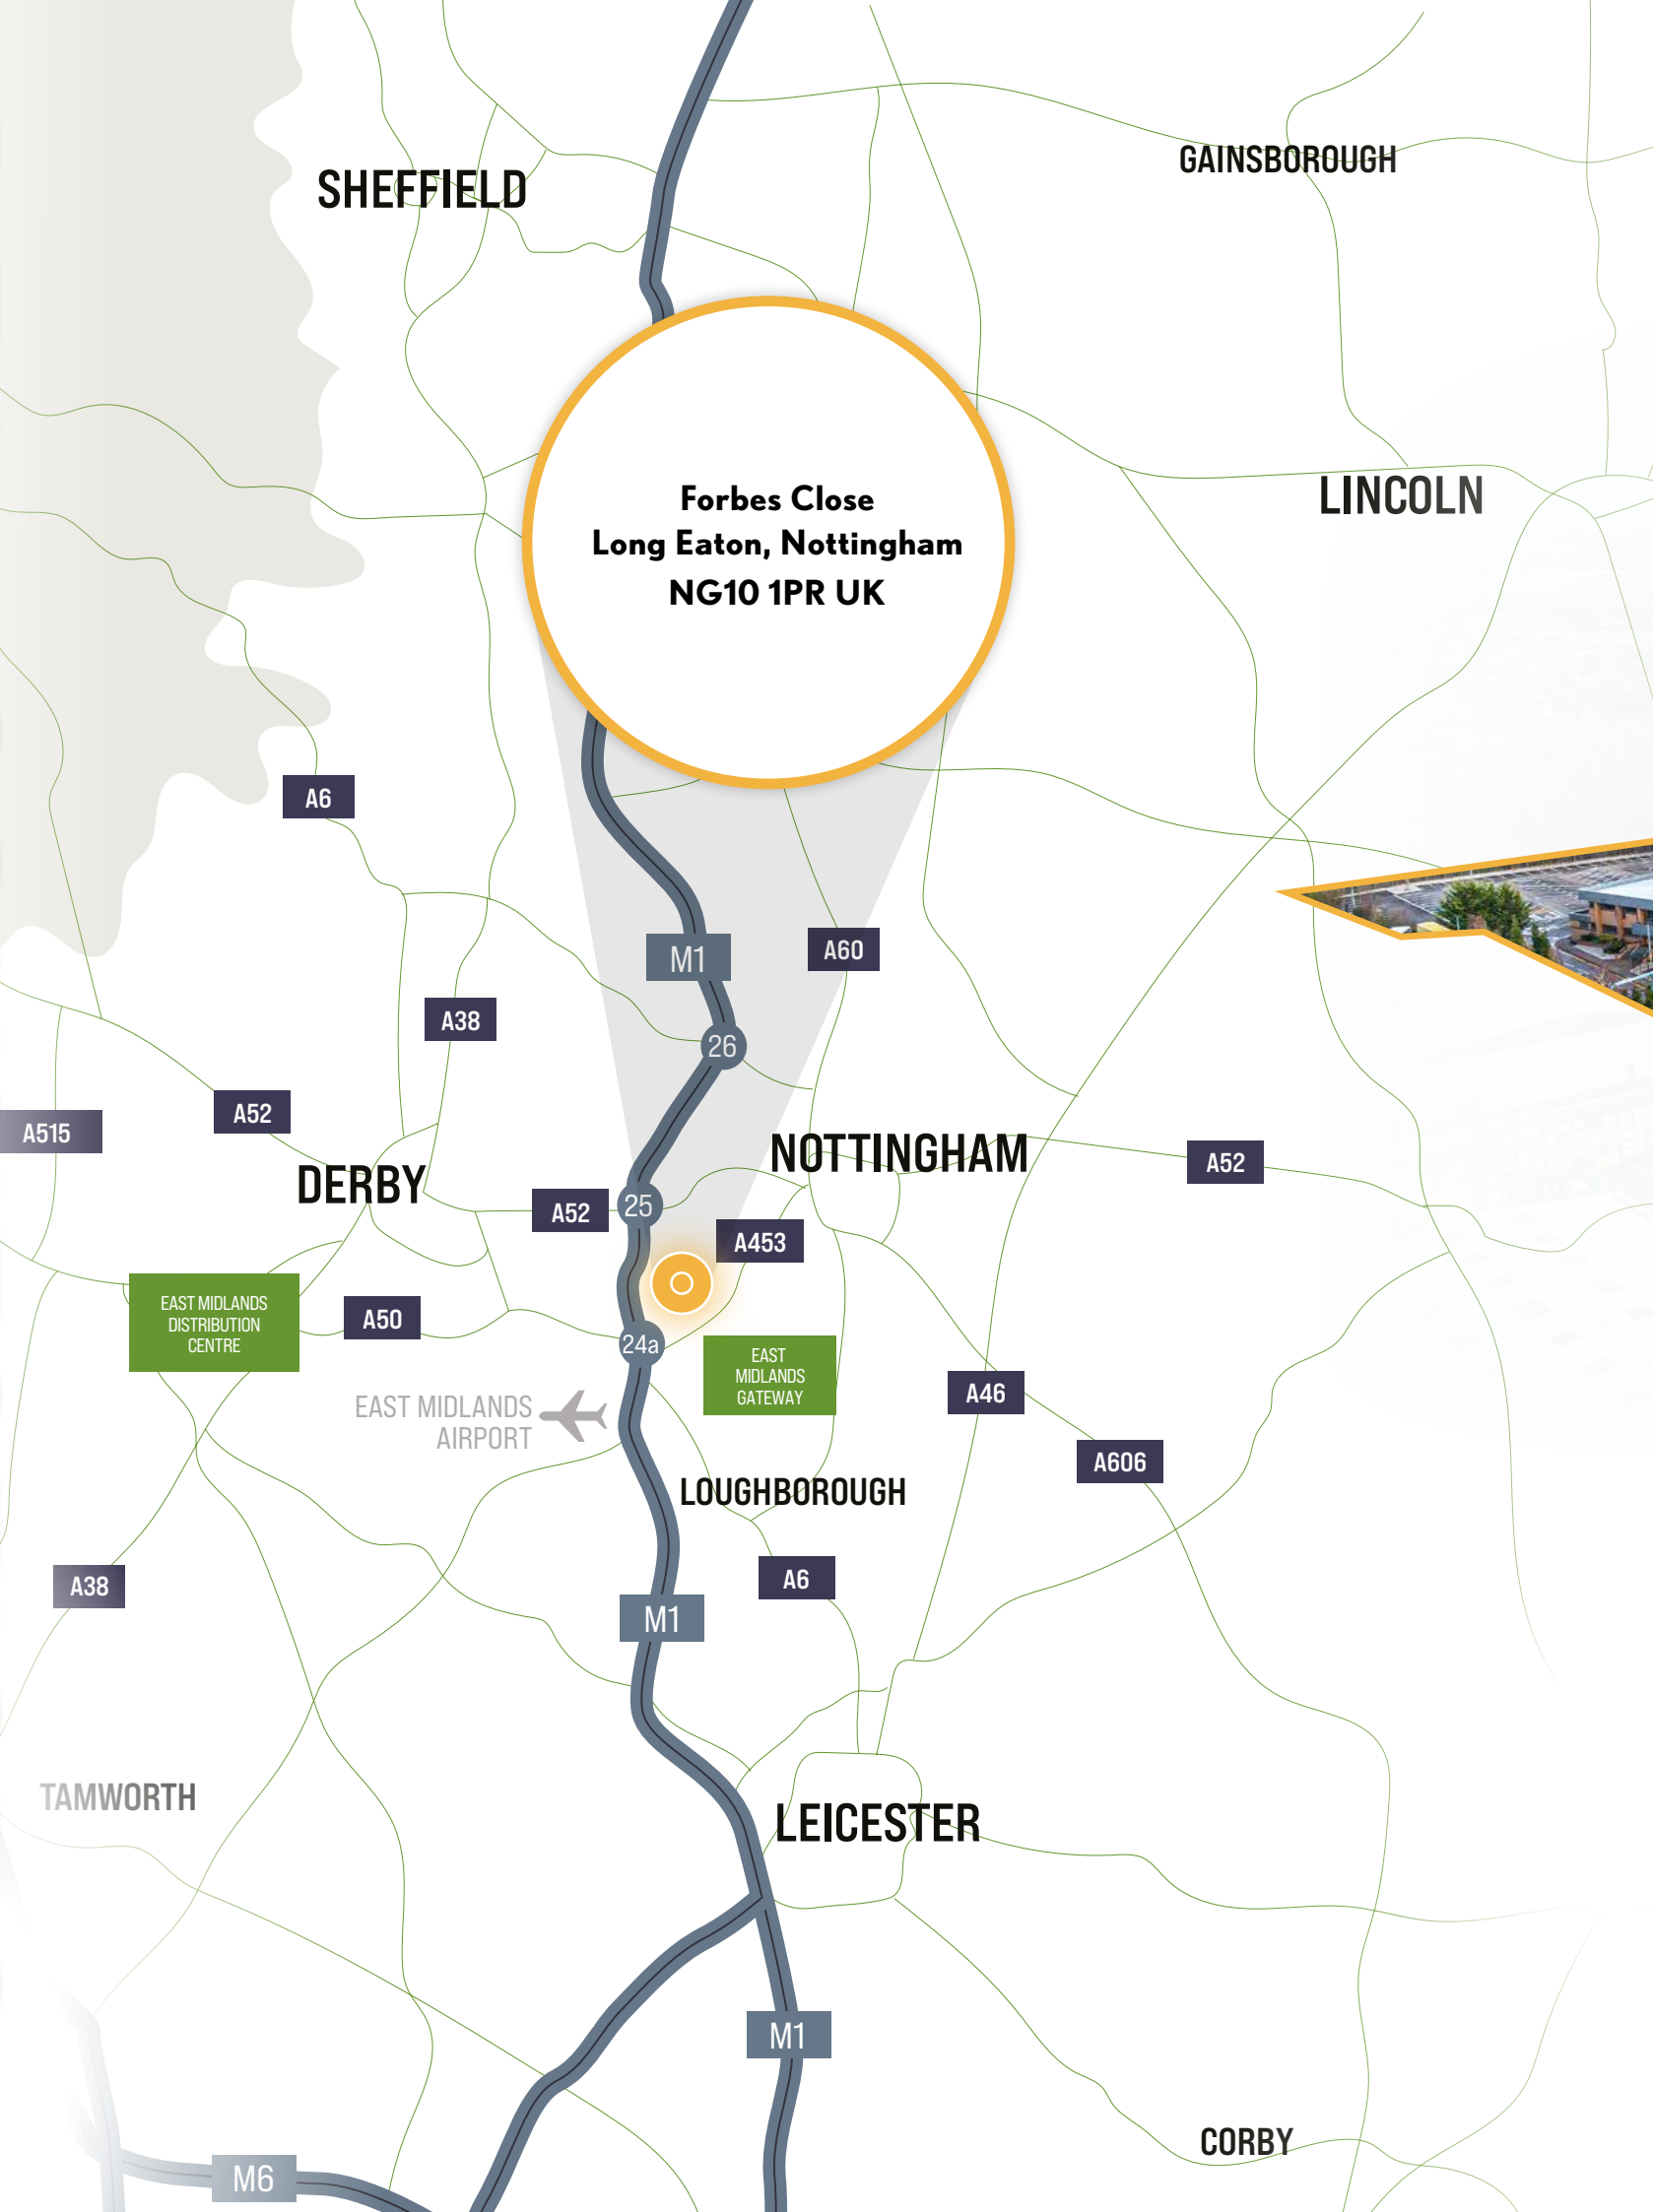 SHEFFIELD
GAINSBOROUGH
LINCOLN
Forbes Close
Long Eaton, Nottingham
NG10 1PR UK
A6
M1
A60
A38
26
A52
A515
NOTTINGHAM
A52
DERBY
A52
25
A453
EAST MIDLANDS
DISTRIBUTION
CENTRE
A50
24a
EAST
MIDLANDS
GATEWAY
A46
EAST MIDLANDS
AIRPORT
A606
LOUGHBOROUGH
A38
A6
M1
TAMWORTH
LEICESTER
M1
CORBY
M6